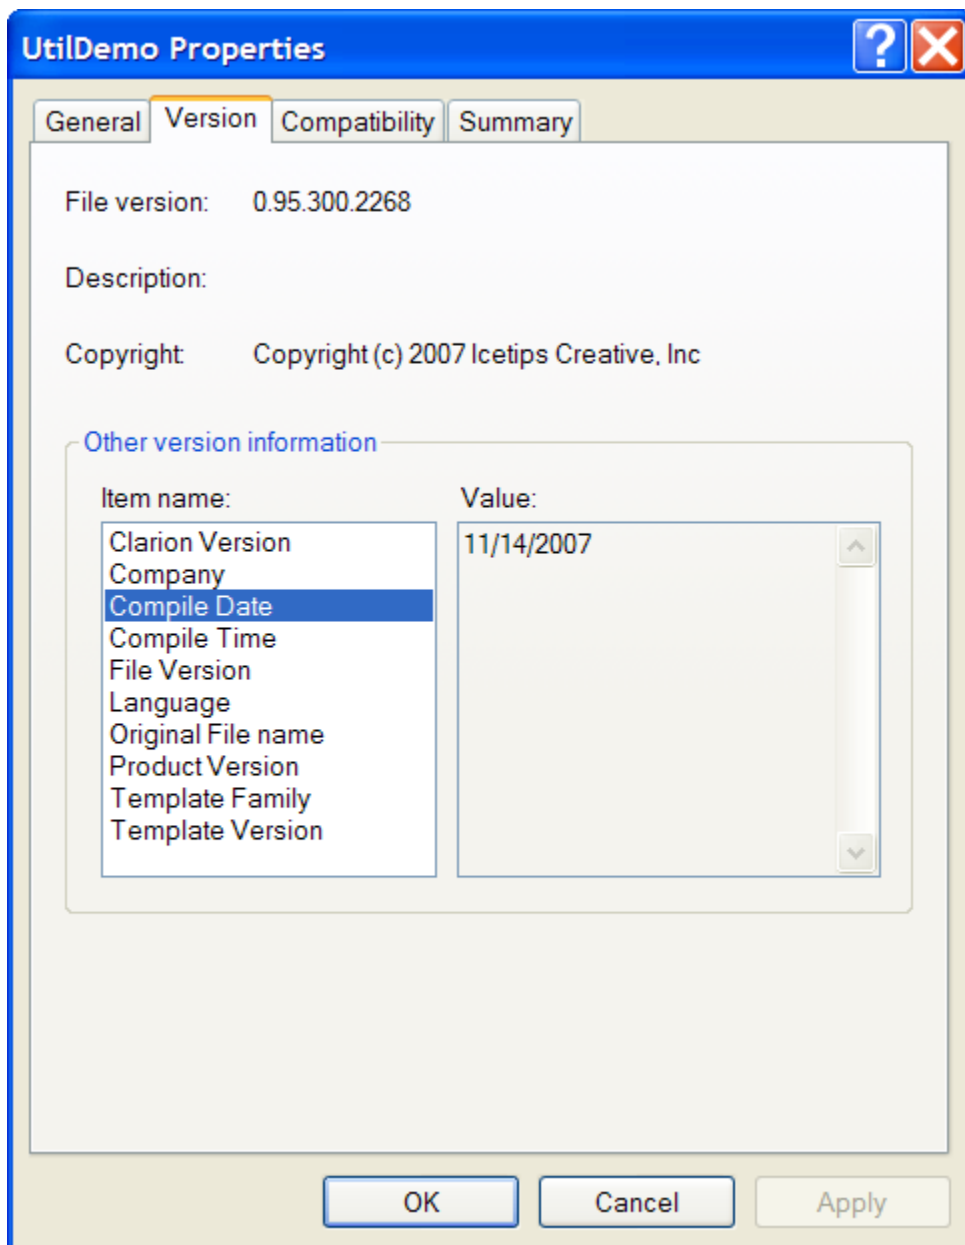 UtilDemo Properties
?
General Version Compatibility Summary
File version: 0.95.300.2268
Description:
Copyright: Copyright (c) 2007 Icetips Creative, Inc
Other version information
Item name: Value:
Clarion Version 11/14/2007
Company
Compile Date
Compile Time
File Version
Language
Original File name
Product Version
Template Family
Template Version
OK Cancel Apply